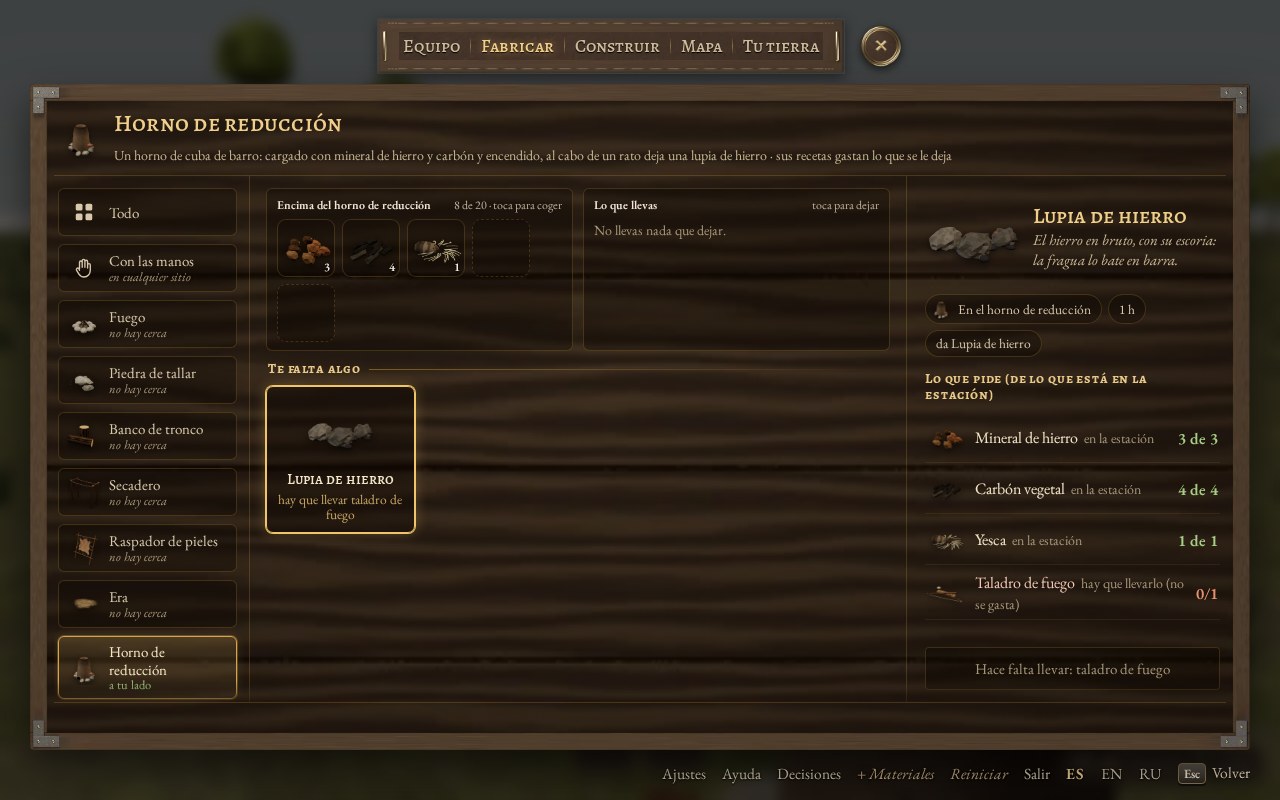 Equipo Fabricar Construir Mapa Tu tierra ×
Horno de reducción
Un horno de cuba de barro: cargado con mineral de hierro y carbón y encendido, al cabo de un rato deja una lupia de hierro · sus recetas gastan lo que se le deja
Todo
Con las manos
en cualquier sitio
Fuego
no hay cerca
Piedra de tallar
no hay cerca
Banco de tronco
no hay cerca
Secadero
no hay cerca
Raspador de pieles
no hay cerca
Era
no hay cerca
Horno de
reducción
a tu lado
Encima del horno de reducción 8 de 20 · toca para coger
3 4 1
Lo que llevas toca para dejar
No llevas nada que dejar.
Te falta algo
Lupia de hierro
hay que llevar taladro de
fuego
Lupia de hierro
El hierro en bruto, con su escoria:
la fragua lo bate en barra.
En el horno de reducción 1 h
da Lupia de hierro
Lo que pide (de lo que está en la
estación)
Mineral de hierro en la estación 3 de 3
Carbón vegetal en la estación 4 de 4
Yesca en la estación 1 de 1
Taladro de fuego hay que llevarlo (no
se gasta) 0/1
Hace falta llevar: taladro de fuego
Ajustes Ayuda Decisiones + Materiales Reiniciar Salir ES EN RU Esc Volver